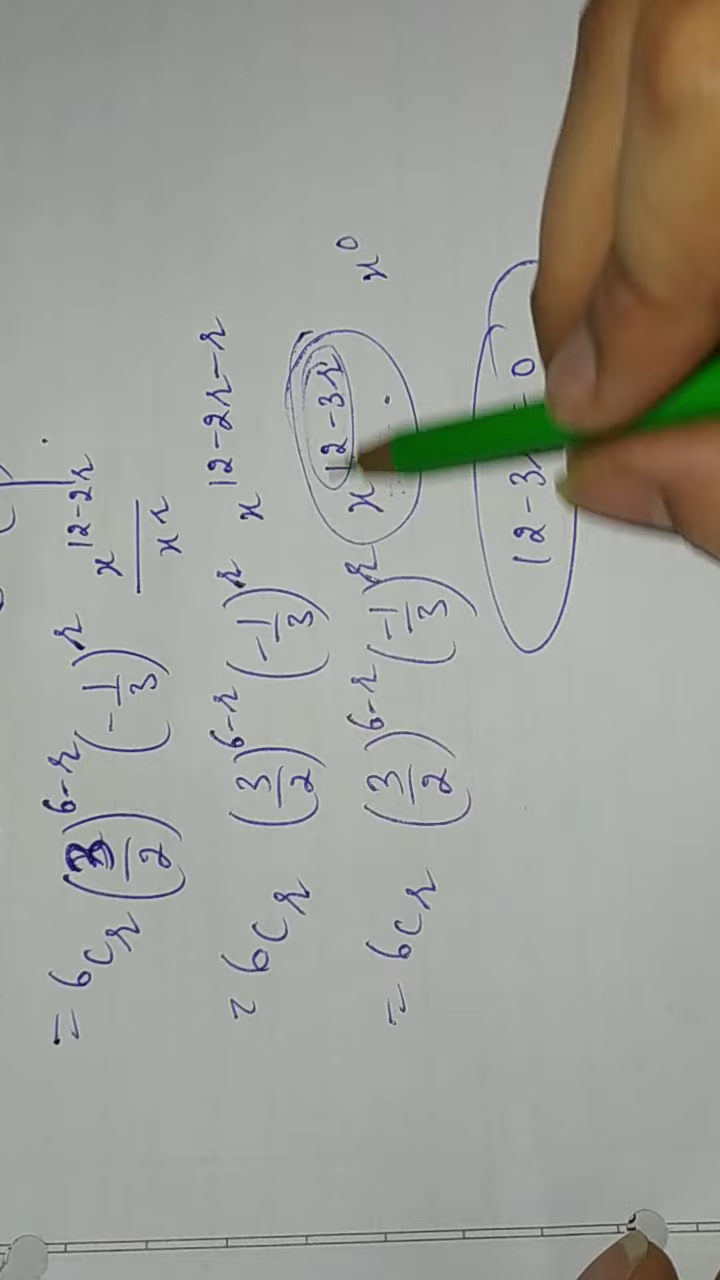 = 6Cr (3/2)^6-r (-1/3)^r x^12-2r / x^r
= 6Cr (3/2)^6-r (-1/3)^r x^12-2r-r
= 6Cr (3/2)^6-r (-1/3)^r x^12-3r x^0
12-3r = 0